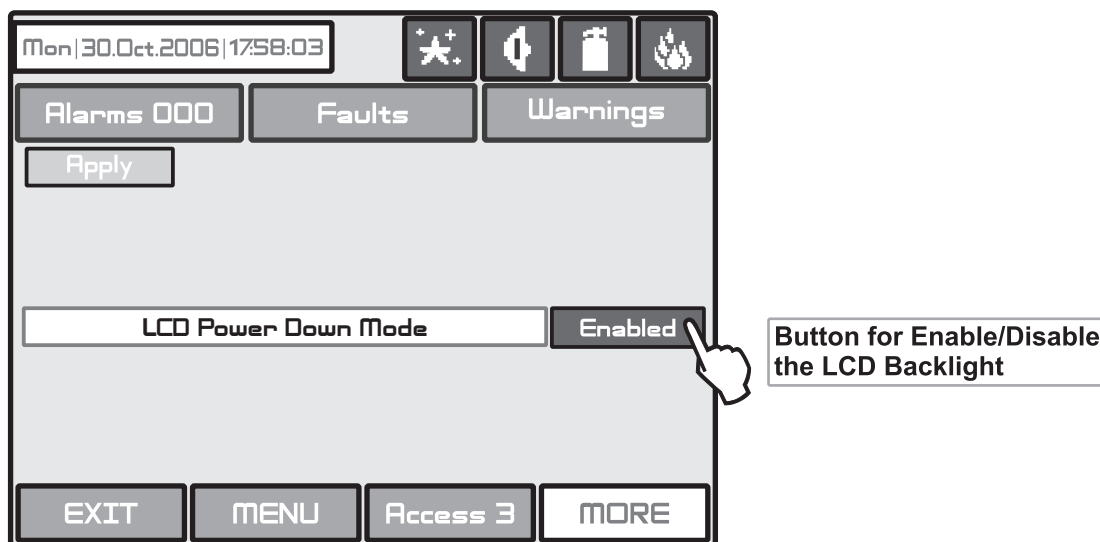 Mon|30.Oct.2006|17:58:03
Alarms 000
Faults
Warnings
Apply
LCD Power Down Mode
Enabled
Button for Enable/Disable
the LCD Backlight
EXIT
MENU
Access 3
MORE